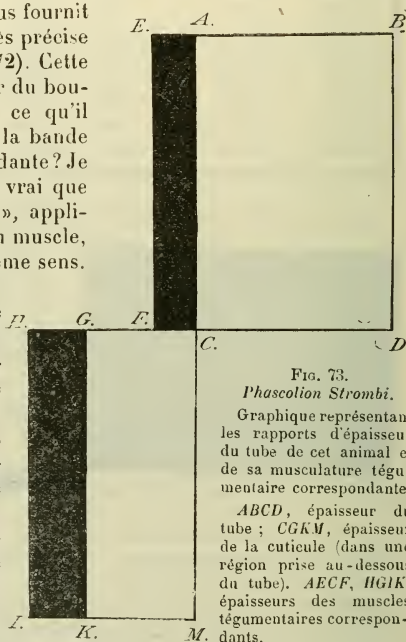 us fournit
ès précise
72). Cette
r du bou-
ce qu'il
la bande
dante ? Je
vrai que
», appli-
n muscle,
ême sens.
E. A. B
H. G. F. C. D
I. K. M.
FIG. 73.
Phascolion Strombi.
Graphique représentan
les rapports d'épaisseu
du tube de cet animal e
de sa musculature tégu
mentaire correspondante
ABCD, épaisseur du
tube ; CGKM, épaisseur
de la cuticule (dans une
région prise au-dessous
du tube). AECF, HGIK
épaisseurs des muscles
tégumentaires correspon-
dants.